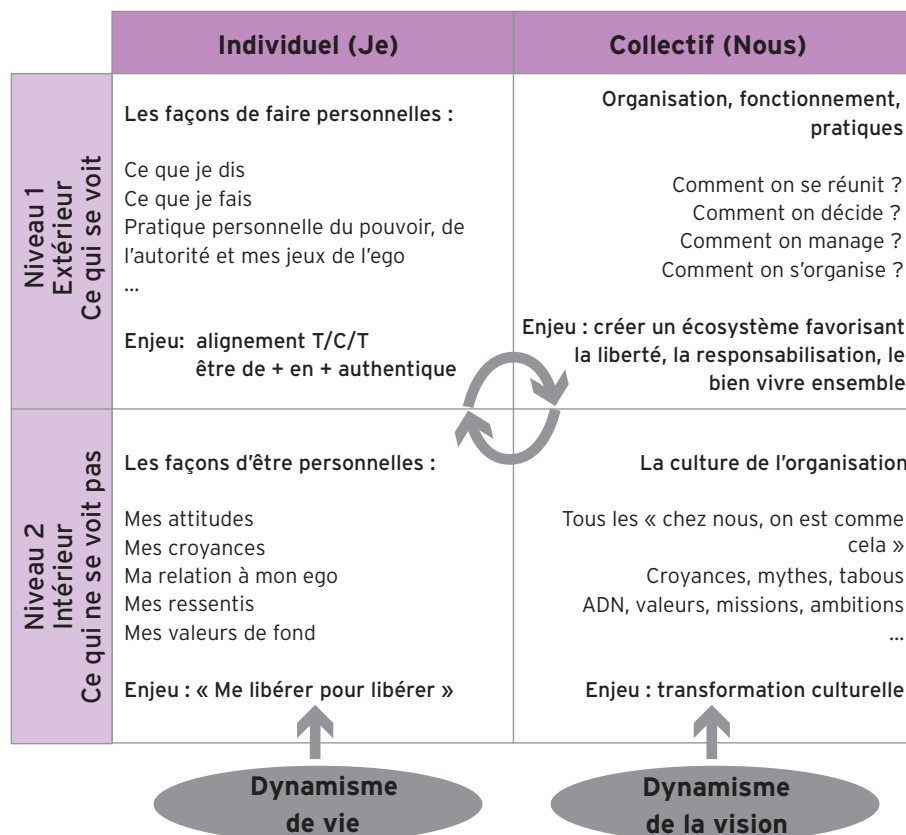 Individuel (Je)
Collectif (Nous)
Niveau 1
Extérieur
Ce qui se voit
Les façons de faire personnelles :
Ce que je dis
Ce que je fais
Pratique personnelle du pouvoir, de
l'autorité et mes jeux de l'ego
...
Enjeu: alignement T/C/T
être de + en + authentique
Organisation, fonctionnement,
pratiques
Comment on se réunit ?
Comment on décide ?
Comment on manage ?
Comment on s'organise ?
Enjeu : créer un écosystème favorisant
la liberté, la responsabilisation, le
bien vivre ensemble
Niveau 2
Intérieur
Ce qui ne se voit pas
Les façons d'être personnelles :
Mes attitudes
Mes croyances
Ma relation à mon ego
Mes ressentis
Mes valeurs de fond
Enjeu : « Me libérer pour libérer »
La culture de l'organisation
Tous les « chez nous, on est comme
cela »
Croyances, mythes, tabous
ADN, valeurs, missions, ambitions
...
Enjeu : transformation culturelle
Dynamisme
de vie
Dynamisme
de la vision